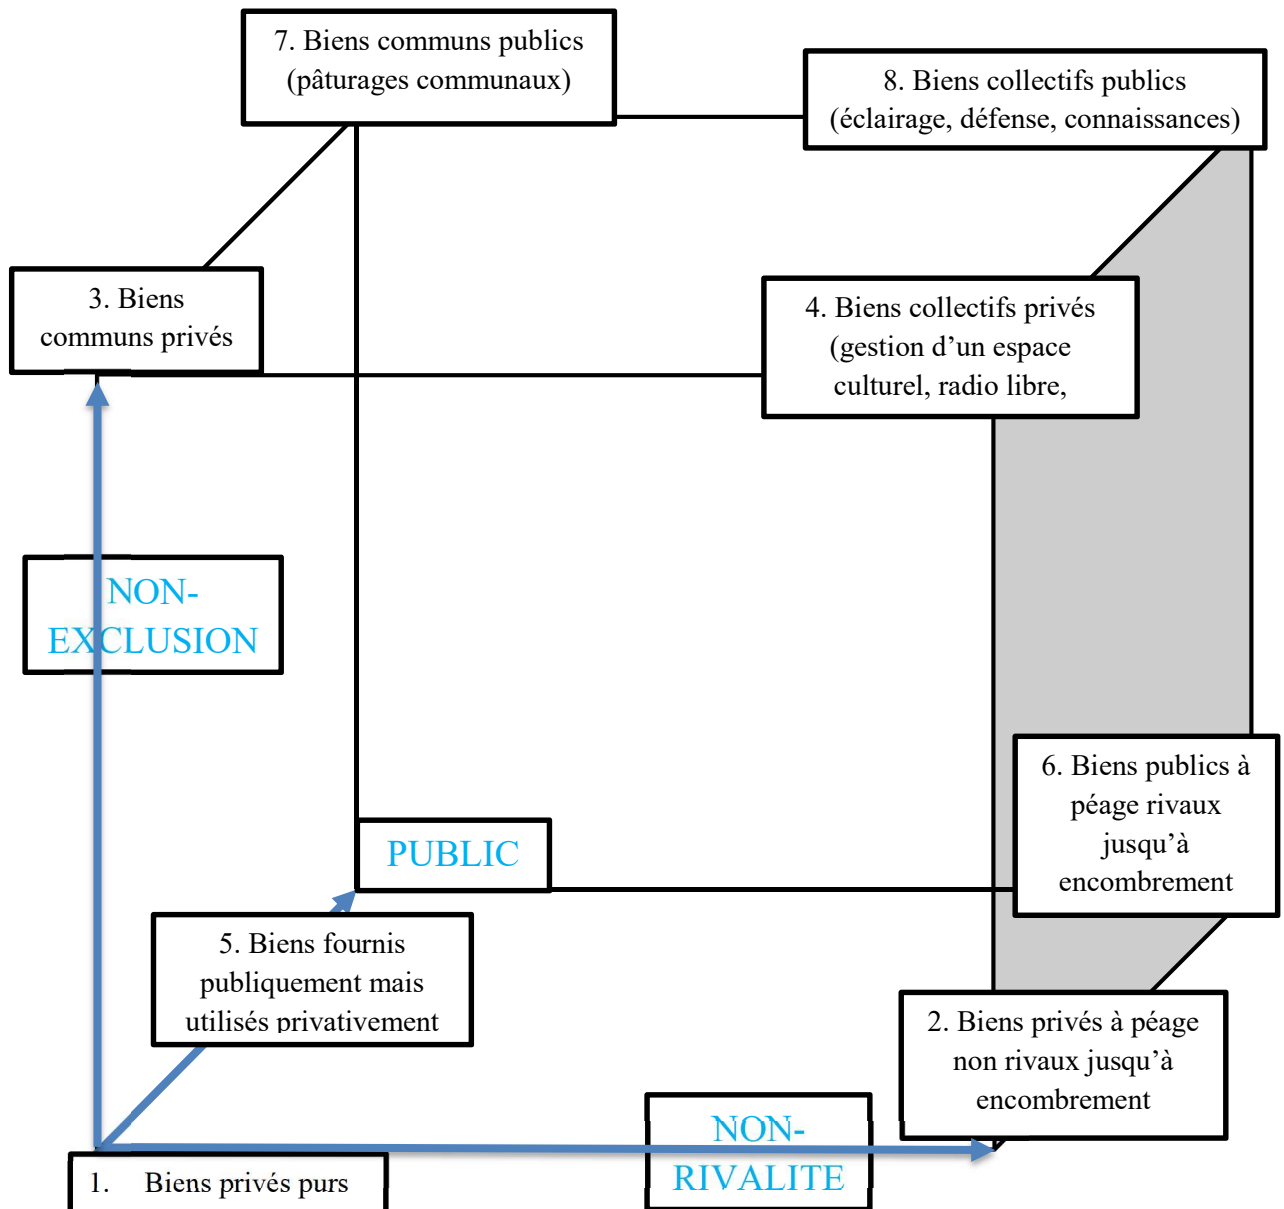 7. Biens communs publics
(pâturages communaux)
8. Biens collectifs publics
(éclairage, défense, connaissances)
3. Biens
communs privés
4. Biens collectifs privés
(gestion d’un espace
culturel, radio libre,
NON-
EXCLUSION
6. Biens publics à
péage rivaux
jusqu’à
encombrement
PUBLIC
5. Biens fournis
publiquement mais
utilisés privativement
2. Biens privés à péage
non rivaux jusqu’à
encombrement
NON-
RIVALITE
1. Biens privés purs